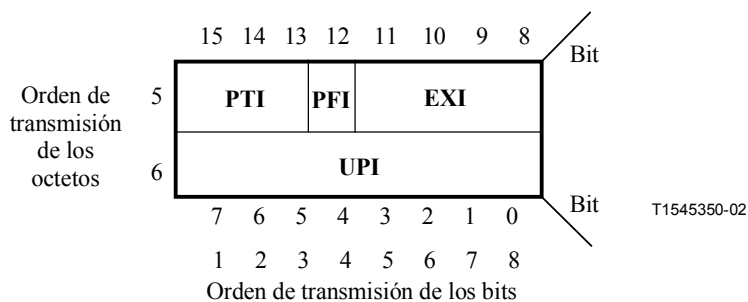 15 14 13 12 11 10 9 8
Bit
Orden de
transmisión
de los
octetos
5
PTI PFI EXI
6
UPI
7 6 5 4 3 2 1 0
Bit
T1545350-02
1 2 3 4 5 6 7 8
Orden de transmisión de los bits